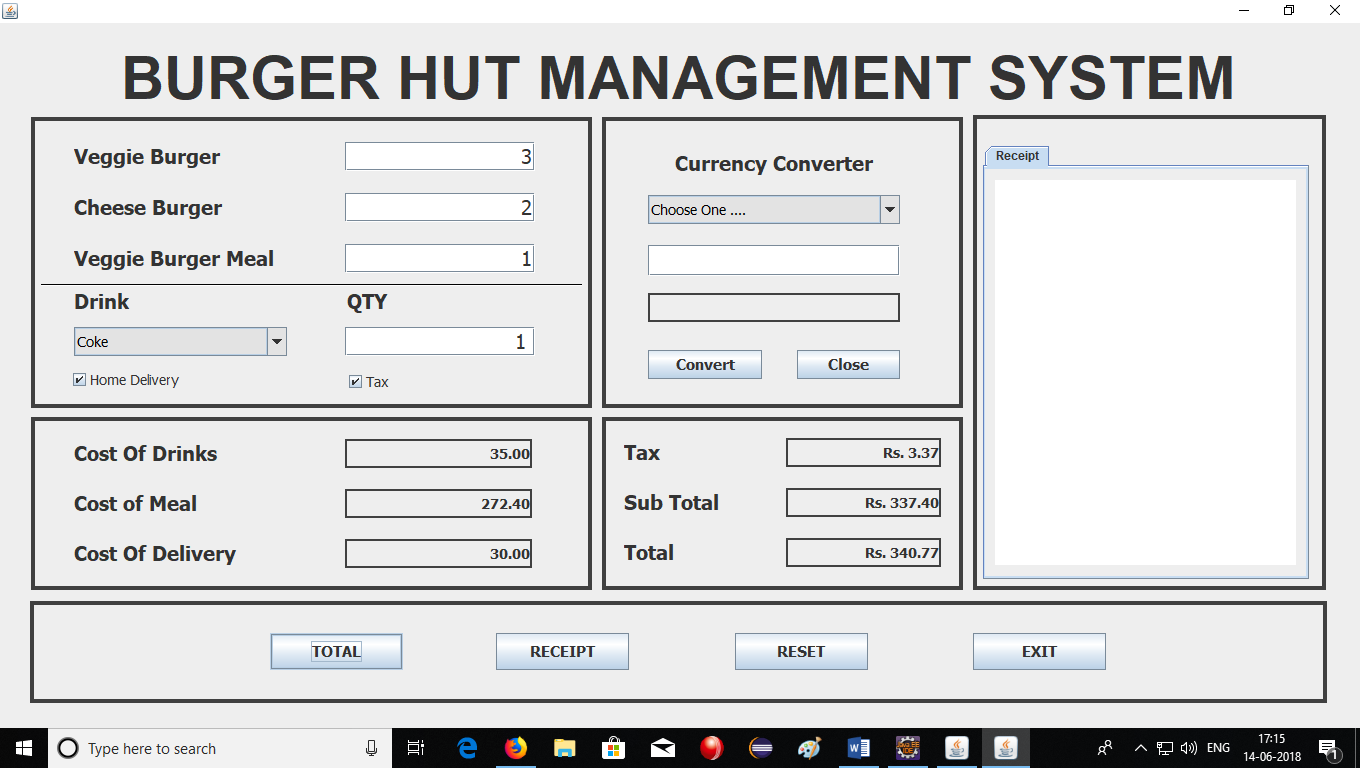 BURGER HUT MANAGEMENT SYSTEM
Veggie Burger 3
Cheese Burger 2
Veggie Burger Meal 1
Drink QTY
Coke 1
Home Delivery Tax
Currency Converter
Choose One ....
Convert Close
Receipt
Cost Of Drinks 35.00
Cost of Meal 272.40
Cost Of Delivery 30.00
Tax Rs. 3.37
Sub Total Rs. 337.40
Total Rs. 340.77
TOTAL RECEIPT RESET EXIT
Type here to search
ENG
17:15
14-06-2018
1